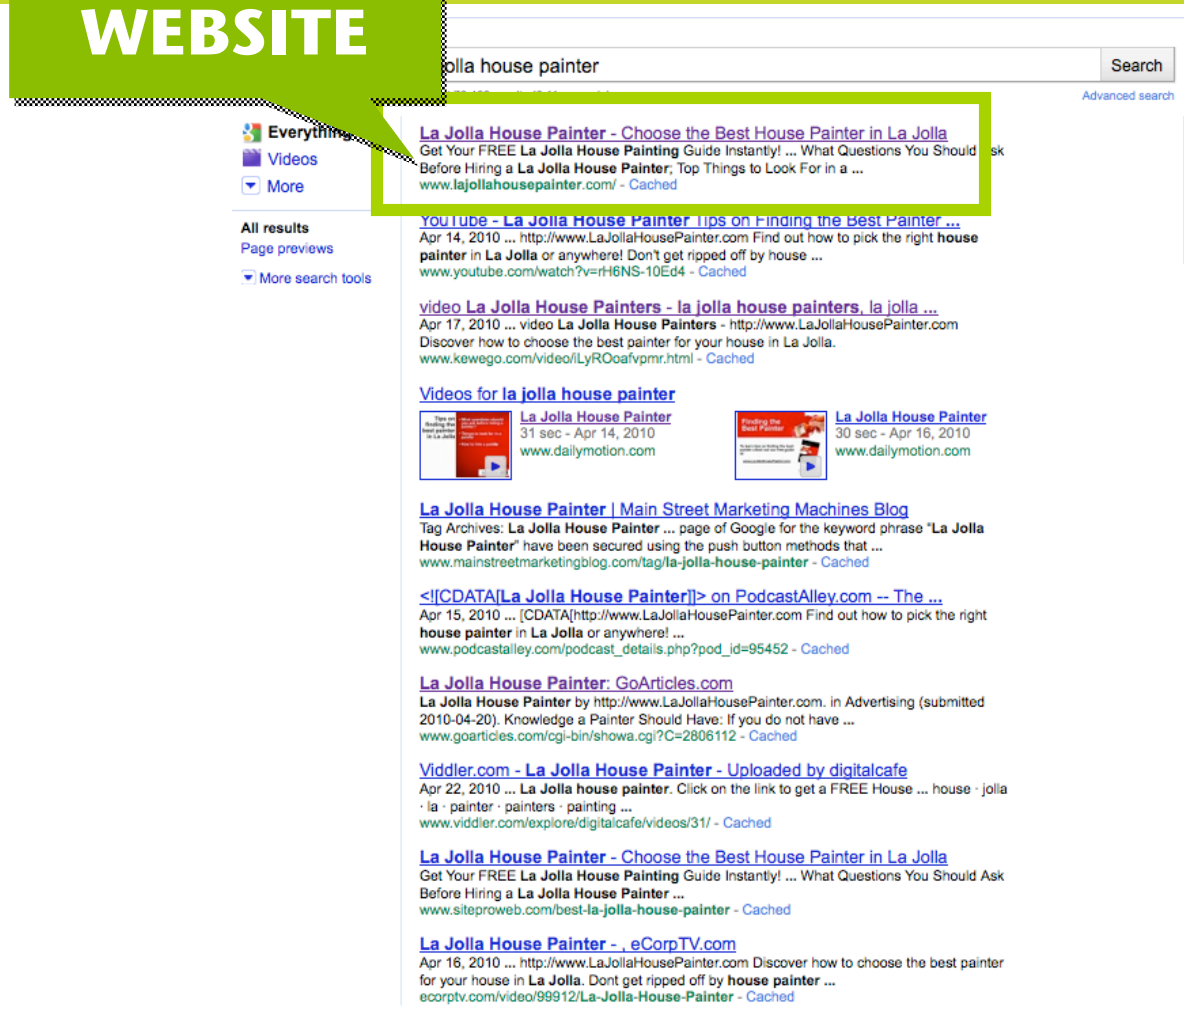 WEBSITE
olla house painter
Search
Advanced search
Everything
Videos
More
All results
Page previews
More search tools
La Jolla House Painter - Choose the Best House Painter in La Jolla
Get Your FREE La Jolla House Painting Guide Instantly! ... What Questions You Should Ask
Before Hiring a La Jolla House Painter; Top Things to Look For in a ...
www.lajollahousepainter.com/ - Cached
YouTube - La Jolla House Painter Tips on Finding the Best Painter ...
Apr 14, 2010 ... http://www.LaJollaHousePainter.com Find out how to pick the right house
painter in La Jolla or anywhere! Don't get ripped off by house ...
www.youtube.com/watch?v=rH6NS-10Ed4 - Cached
video La Jolla House Painters - la jolla house painters, la jolla ...
Apr 17, 2010 ... video La Jolla House Painters - http://www.LaJollaHousePainter.com
Discover how to choose the best painter for your house in La Jolla.
www.kewego.com/video/iLyROoafvpmr.html - Cached
Videos for la jolla house painter
Tips on
finding the
best painter
in La Jolla
La Jolla House Painter
31 sec - Apr 14, 2010
www.dailymotion.com
Finding the
Best Painter
La Jolla House Painter
30 sec - Apr 16, 2010
www.dailymotion.com
La Jolla House Painter | Main Street Marketing Machines Blog
Tag Archives: La Jolla House Painter ... page of Google for the keyword phrase “La Jolla
House Painter” have been secured using the push button methods that ...
www.mainstreetmarketingblog.com/tag/la-jolla-house-painter - Cached
<![CDATA[La Jolla House Painter]]> on PodcastAlley.com -- The ...
Apr 15, 2010 ... [CDATA[http://www.LaJollaHousePainter.com Find out how to pick the right
house painter in La Jolla or anywhere! ...
www.podcastalley.com/podcast_details.php?pod_id=95452 - Cached
La Jolla House Painter: GoArticles.com
La Jolla House Painter by http://www.LaJollaHousePainter.com. in Advertising (submitted
2010-04-20). Knowledge a Painter Should Have: If you do not have ...
www.goarticles.com/cgi-bin/showa.cgi?C=2806112 - Cached
Viddler.com - La Jolla House Painter - Uploaded by digitalcafe
Apr 22, 2010 ... La Jolla house painter. Click on the link to get a FREE House ... house · jolla
· la · painter · painters · painting ...
www.viddler.com/explore/digitalcafe/videos/31/ - Cached
La Jolla House Painter - Choose the Best House Painter in La Jolla
Get Your FREE La Jolla House Painting Guide Instantly! ... What Questions You Should Ask
Before Hiring a La Jolla House Painter ...
www.siteproweb.com/best-la-jolla-house-painter - Cached
La Jolla House Painter - , eCorpTV.com
Apr 16, 2010 ... http://www.LaJollaHousePainter.com Discover how to choose the best painter
for your house in La Jolla. Dont get ripped off by house painter ...
ecorptv.com/video/99912/La-Jolla-House-Painter - Cached